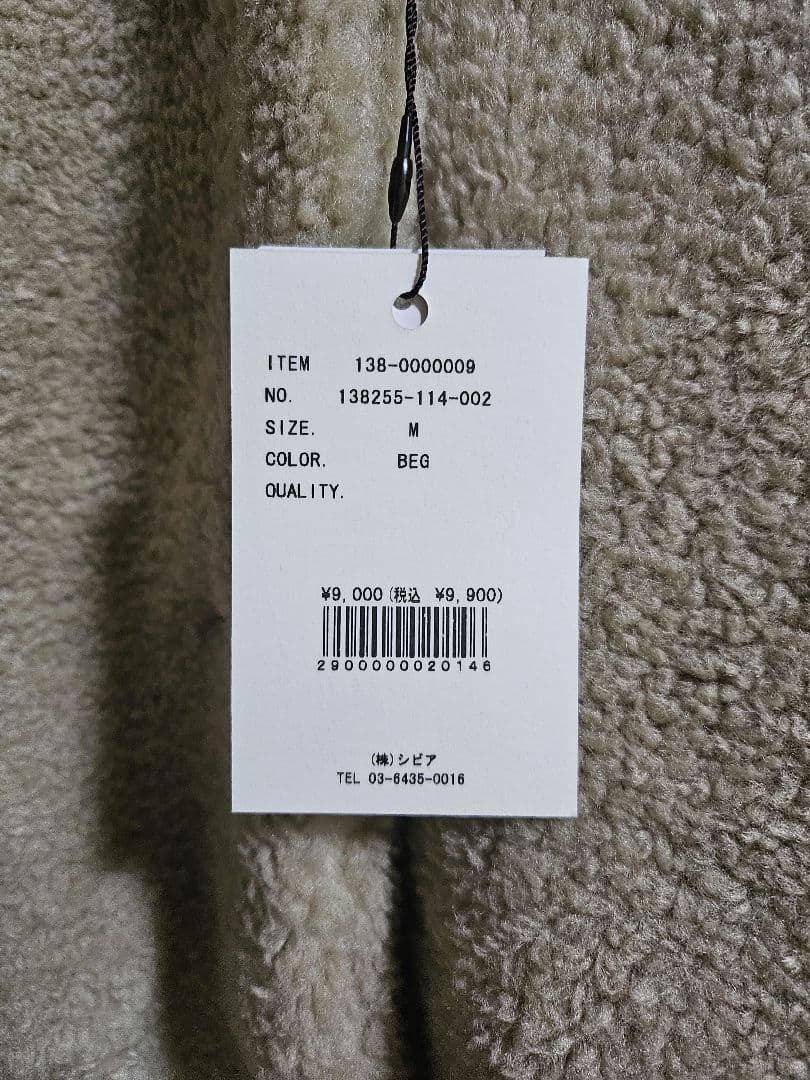 ITEM 138-0000009
NO. 138255-114-002
SIZE. M
COLOR. BEG
QUALITY.
¥9,000(税込 ¥9,900)
2900000020146
(株)シビア
TEL 03-6435-0016